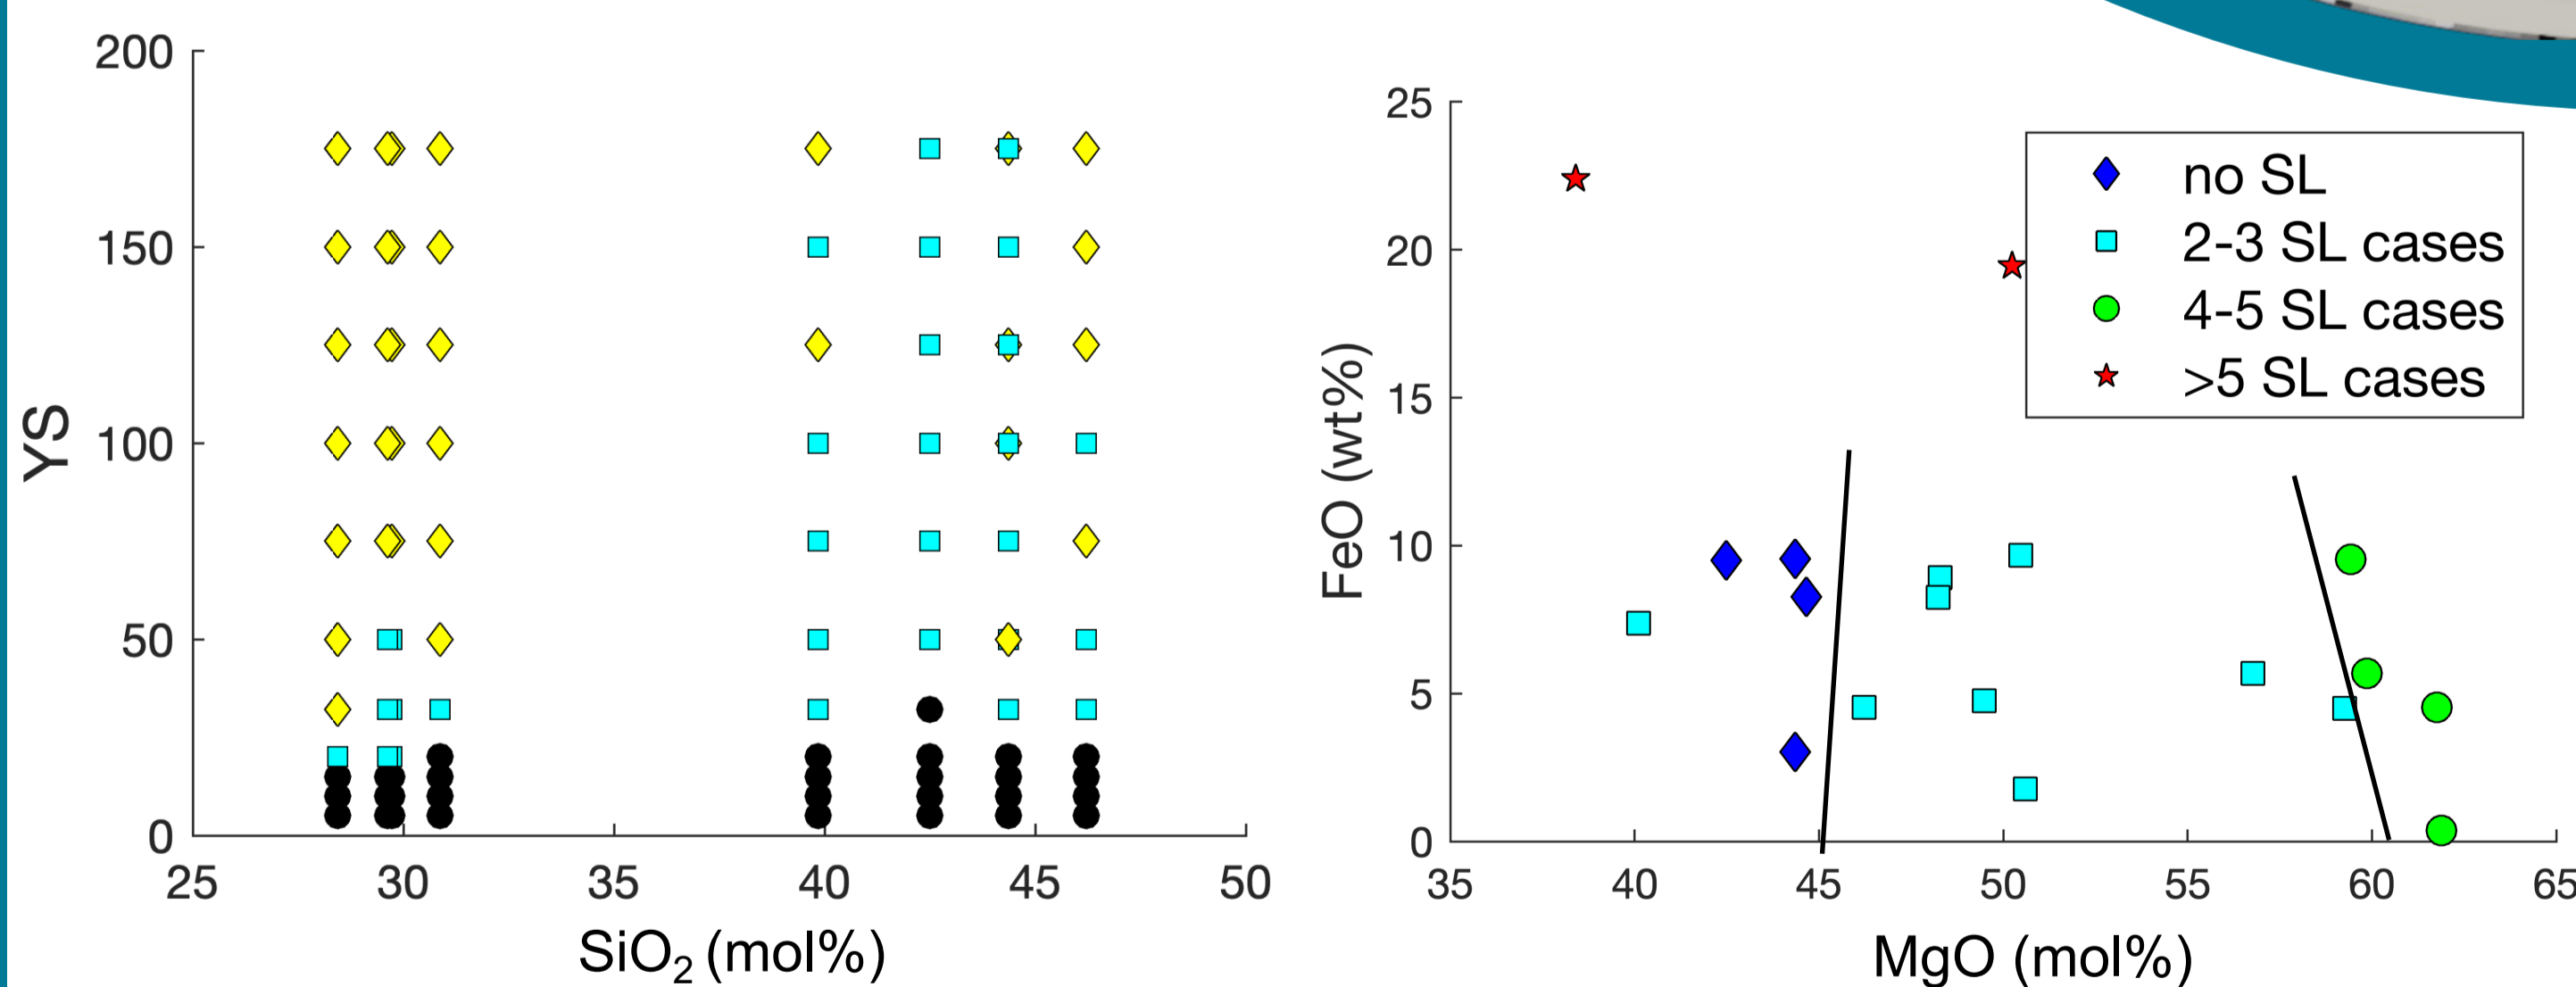 200
150
100
50
0
YS
25 30 35 40 45 50
SiO₂ (mol%)
25
20
15
10
5
0
FeO (wt%)
35 40 45 50 55 60 65
MgO (mol%)
no SL
2-3 SL cases
4-5 SL cases
>5 SL cases